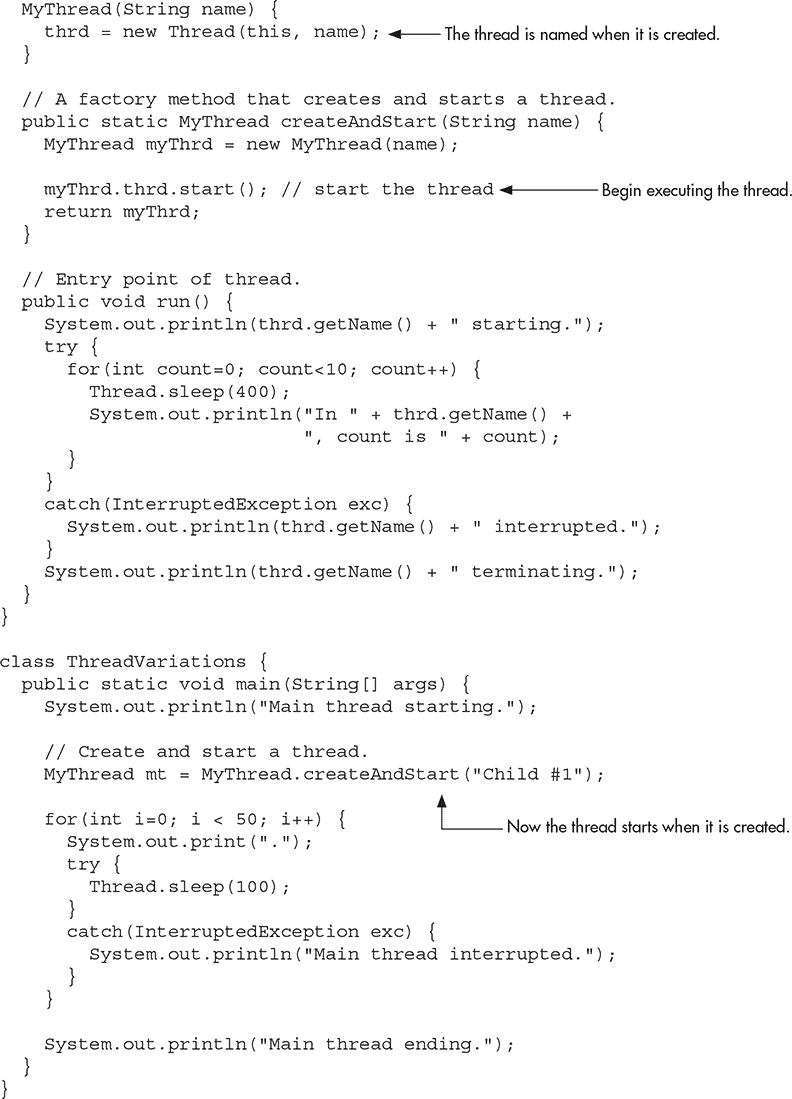 MyThread(String name) {
    thrd = new Thread(this, name); The thread is named when it is created.
  }

  // A factory method that creates and starts a thread.
  public static MyThread createAndStart(String name) {
    MyThread myThrd = new MyThread(name);

    myThrd.thrd.start(); // start the thread Begin executing the thread.
    return myThrd;
  }

  // Entry point of thread.
  public void run() {
    System.out.println(thrd.getName() + " starting.");
    try {
      for(int count=0; count<10; count++) {
        Thread.sleep(400);
        System.out.println("In " + thrd.getName() +
                           ", count is " + count);
      }
    }
    catch(InterruptedException exc) {
      System.out.println(thrd.getName() + " interrupted.");
    }
    System.out.println(thrd.getName() + " terminating.");
  }
}

class ThreadVariations {
  public static void main(String[] args) {
    System.out.println("Main thread starting.");

    // Create and start a thread.
    MyThread mt = MyThread.createAndStart("Child #1");

    for(int i=0; i < 50; i++) {
Now the thread starts when it is created.
      System.out.print(".");
      try {
        Thread.sleep(100);
      }
      catch(InterruptedException exc) {
        System.out.println("Main thread interrupted.");
      }
    }

    System.out.println("Main thread ending.");
  }
}